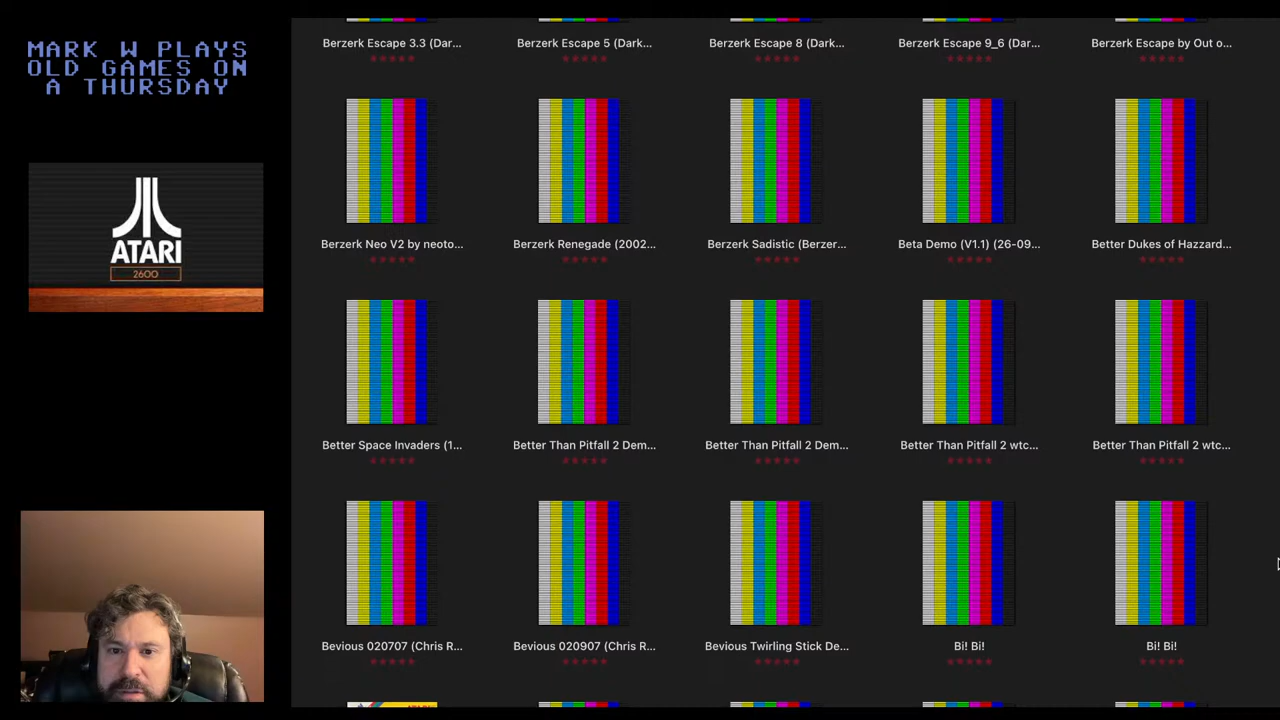 MARK W PLAYS
OLD GAMES ON
A THURSDAY
ATARI
2600
Berzerk Escape 3.3 (Dar...
Berzerk Escape 5 (Dark...
Berzerk Escape 8 (Dark...
Berzerk Escape 9_6 (Dar...
Berzerk Escape by Out o...
Berzerk Neo V2 by neoto...
Berzerk Renegade (2002...
Berzerk Sadistic (Berzer...
Beta Demo (V1.1) (26-09...
Better Dukes of Hazzard...
Better Space Invaders (1...
Better Than Pitfall 2 Dem...
Better Than Pitfall 2 Dem...
Better Than Pitfall 2 wtc...
Better Than Pitfall 2 wtc...
Bevious 020707 (Chris R...
Bevious 020907 (Chris R...
Bevious Twirling Stick De...
Bi! Bi!
Bi! Bi!